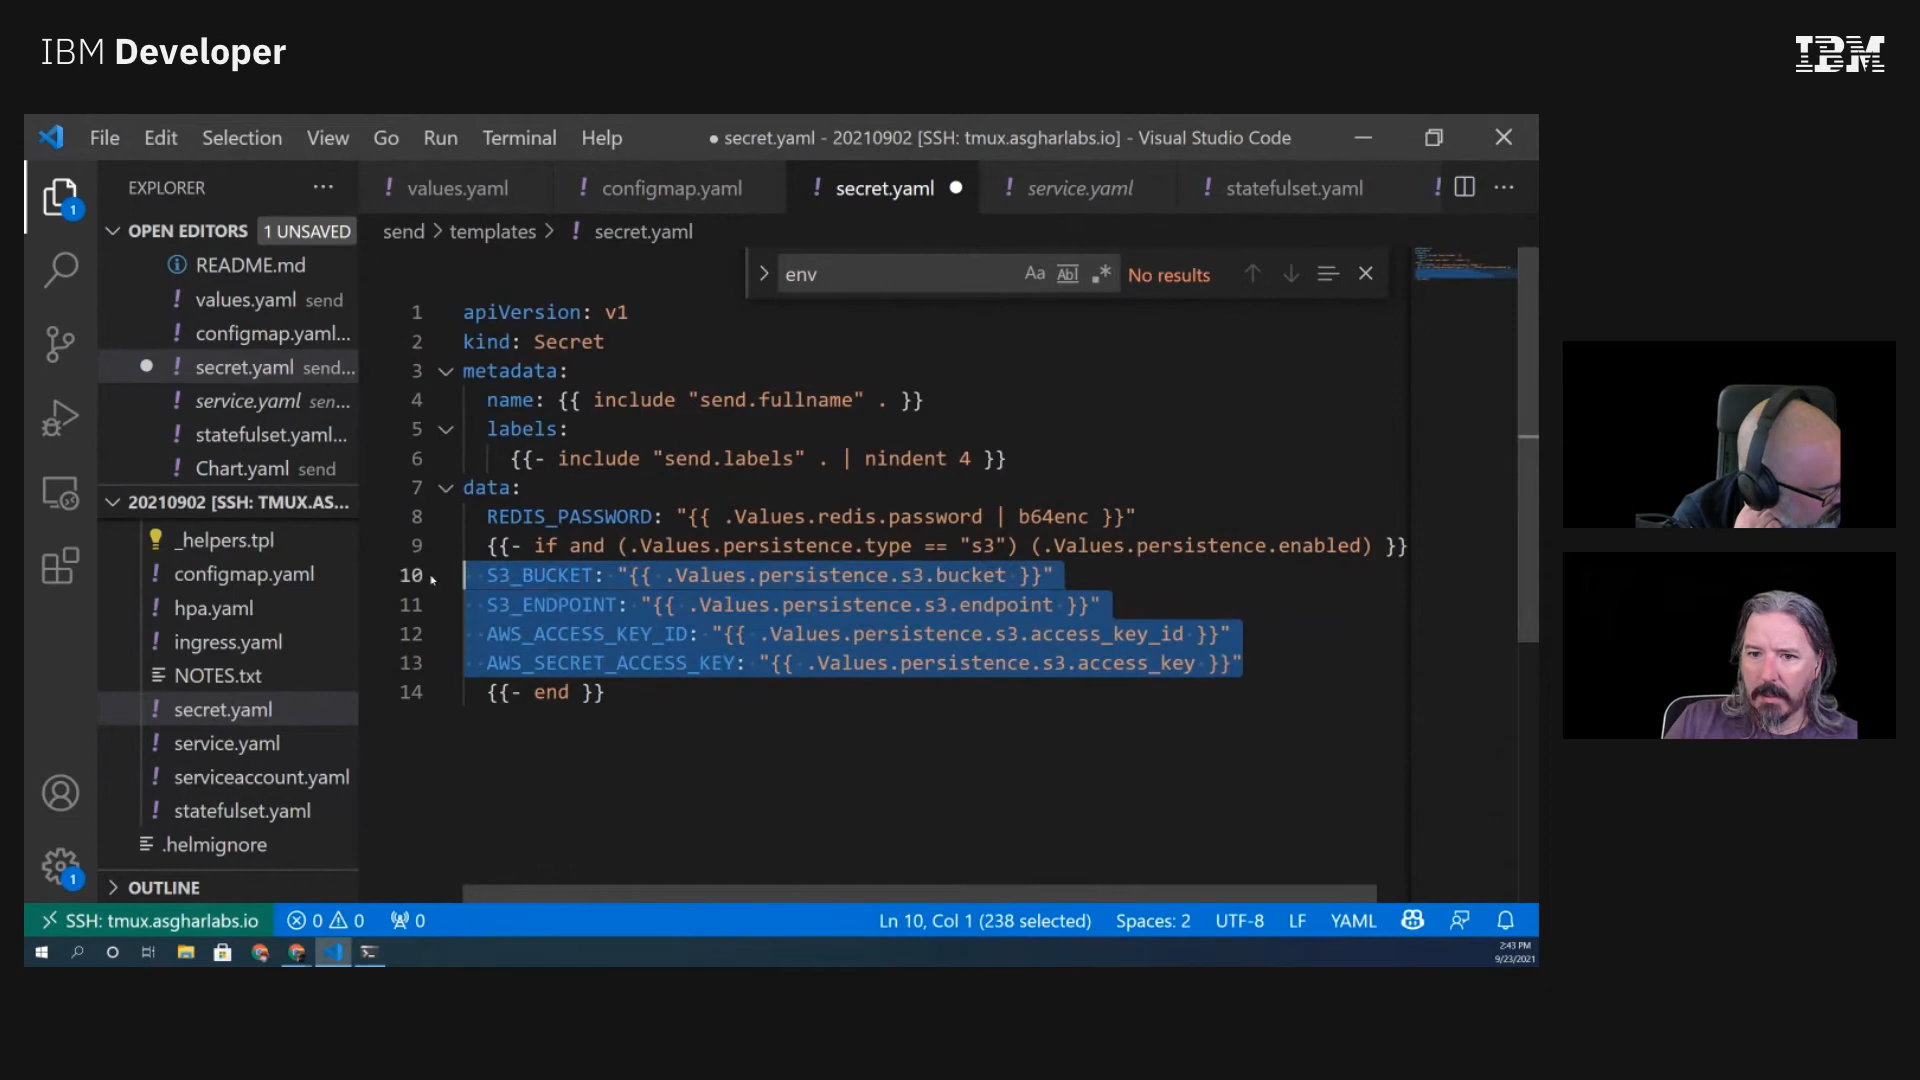 IBM Developer
IBM
File Edit Selection View Go Run Terminal Help
● secret.yaml - 20210902 [SSH: tmux.asgharlabs.io] - Visual Studio Code
EXPLORER
1
values.yaml
configmap.yaml
secret.yaml
service.yaml
statefulset.yaml
OPEN EDITORS
1 UNSAVED
send > templates > ! secret.yaml
README.md
values.yaml send
configmap.yaml...
secret.yaml send...
service.yaml sen...
statefulset.yaml...
Chart.yaml send
20210902 [SSH: TMUX.AS...
_helpers.tpl
configmap.yaml
hpa.yaml
ingress.yaml
NOTES.txt
secret.yaml
service.yaml
serviceaccount.yaml
statefulset.yaml
.helmignore
OUTLINE
1
env
Aa Abl .*
No results
1 apiVersion: v1
2 kind: Secret
3 metadata:
4 name: {{ include "send.fullname" . }}
5 labels:
6 {{- include "send.labels" . | nindent 4 }}
7 data:
8 REDIS_PASSWORD: "{{ .Values.redis.password | b64enc }}"
9 {{- if and (.Values.persistence.type == "s3") (.Values.persistence.enabled) }}
10 S3_BUCKET: "{{ .Values.persistence.s3.bucket }}"
11 S3_ENDPOINT: "{{ .Values.persistence.s3.endpoint }}"
12 AWS_ACCESS_KEY_ID: "{{ .Values.persistence.s3.access_key_id }}"
13 AWS_SECRET_ACCESS_KEY: "{{ .Values.persistence.s3.access_key }}"
14 {{- end }}
SSH: tmux.asgharlabs.io
0 0
0
Ln 10, Col 1 (238 selected)
Spaces: 2
UTF-8
LF
YAML
2:43 PM
9/23/2021